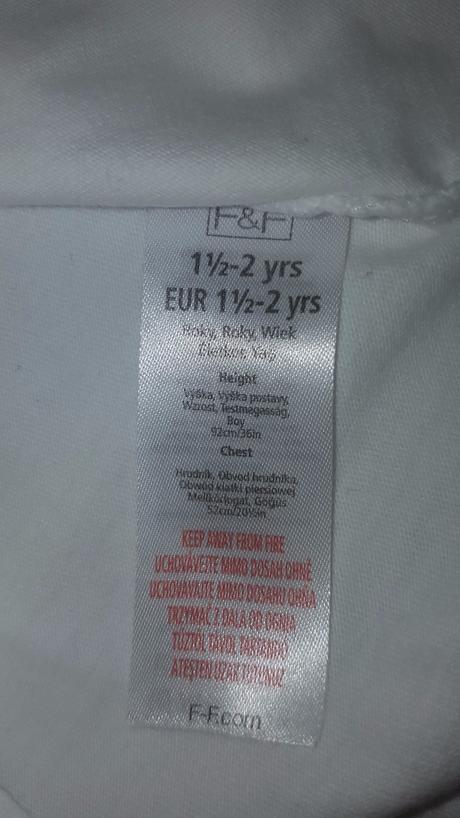 F&F
1½-2 yrs
EUR 1½-2 yrs
Roky, Roky, Wiek
Életkor, Yaş
Height
Výška, Výška postavy,
Wzrost, Testmagasság,
Boy
92cm/36in
Chest
Hrudník, Obvod hrudníka,
Obwód klatki piersiowej
Mellkörfogat, Göğüs
52cm/20½in
KEEP AWAY FROM FIRE
UCHOVÁVEJTE MIMO DOSAH OHNĚ
UCHOVÁVAJTE MIMO DOSAHU OHŇA
TRZYMAĆ Z DALA OD OGNIA
TŰZTŐL TÁVOL TARTANDÓ
ATEŞTEN UZAK TUTUNUZ
F-F.com